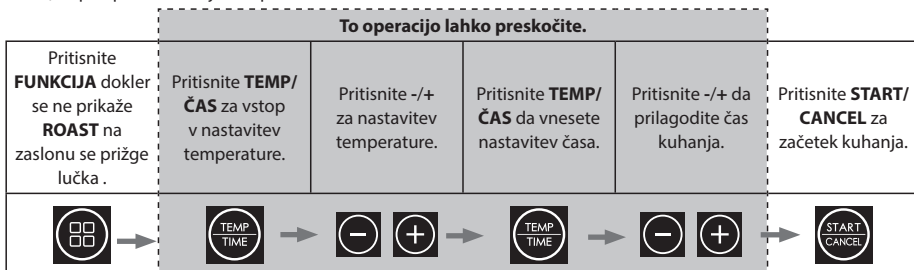 To operacijo lahko preskočite.
Pritisnite
FUNKCIJA dokler
se ne prikaže
ROAST na
zaslonu se prižge
lučka .
Pritisnite TEMP/
ČAS za vstop
v nastavitev
temperature.
Pritisnite -/+
za nastavitev
temperature.
Pritisnite TEMP/
ČAS da vnesete
nastavitev časa.
Pritisnite -/+ da
prilagodite čas
kuhanja.
Pritisnite START/
CANCEL za
začetek kuhanja.
TEMP
TIME
- +
TEMP
TIME
- +
START
CANCEL